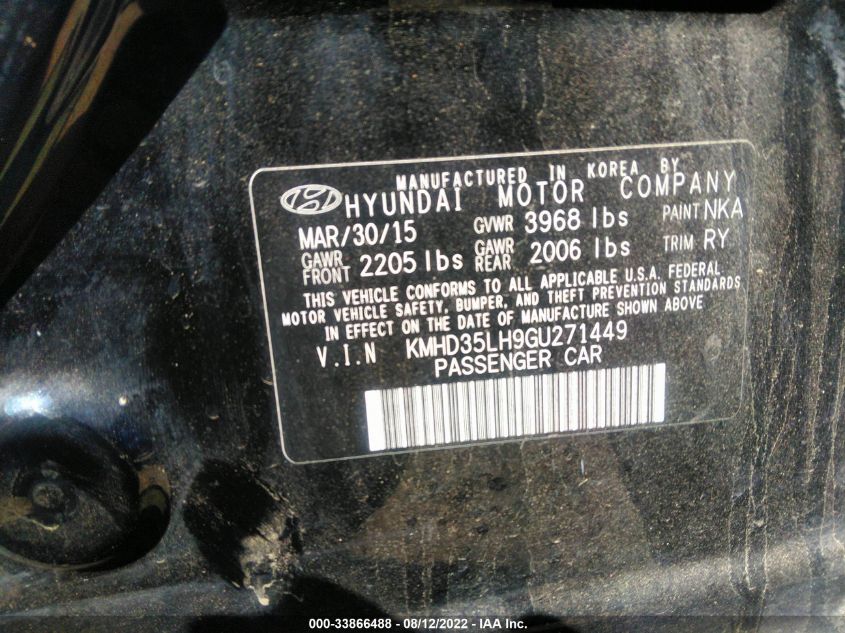 MANUFACTURED IN KOREA BY
HYUNDAI MOTOR COMPANY
MAR/30/15 GVWR 3968 lbs PAINT NKA
GAWR FRONT 2205 lbs GAWR REAR 2006 lbs TRIM RY
THIS VEHICLE CONFORMS TO ALL APPLICABLE U.S.A. FEDERAL
MOTOR VEHICLE SAFETY, BUMPER, AND THEFT PREVENTION STANDARDS
IN EFFECT ON THE DATE OF MANUFACTURE SHOWN ABOVE
V.I.N KMHD35LH9GU271449
PASSENGER CAR
000-33866488 - 08/12/2022 - IAA Inc.